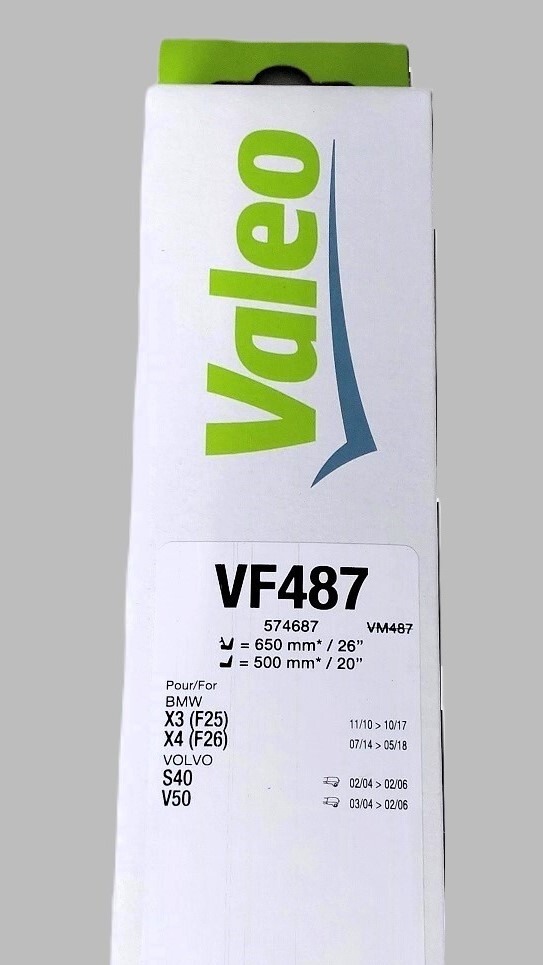 Valeo
VF487
574687 VM487
= 650 mm* / 26”
= 500 mm* / 20”
Pour/For
BMW
X3 (F25) 11/10 > 10/17
X4 (F26) 07/14 > 05/18
VOLVO
S40 02/04 > 02/06
V50 03/04 > 02/06